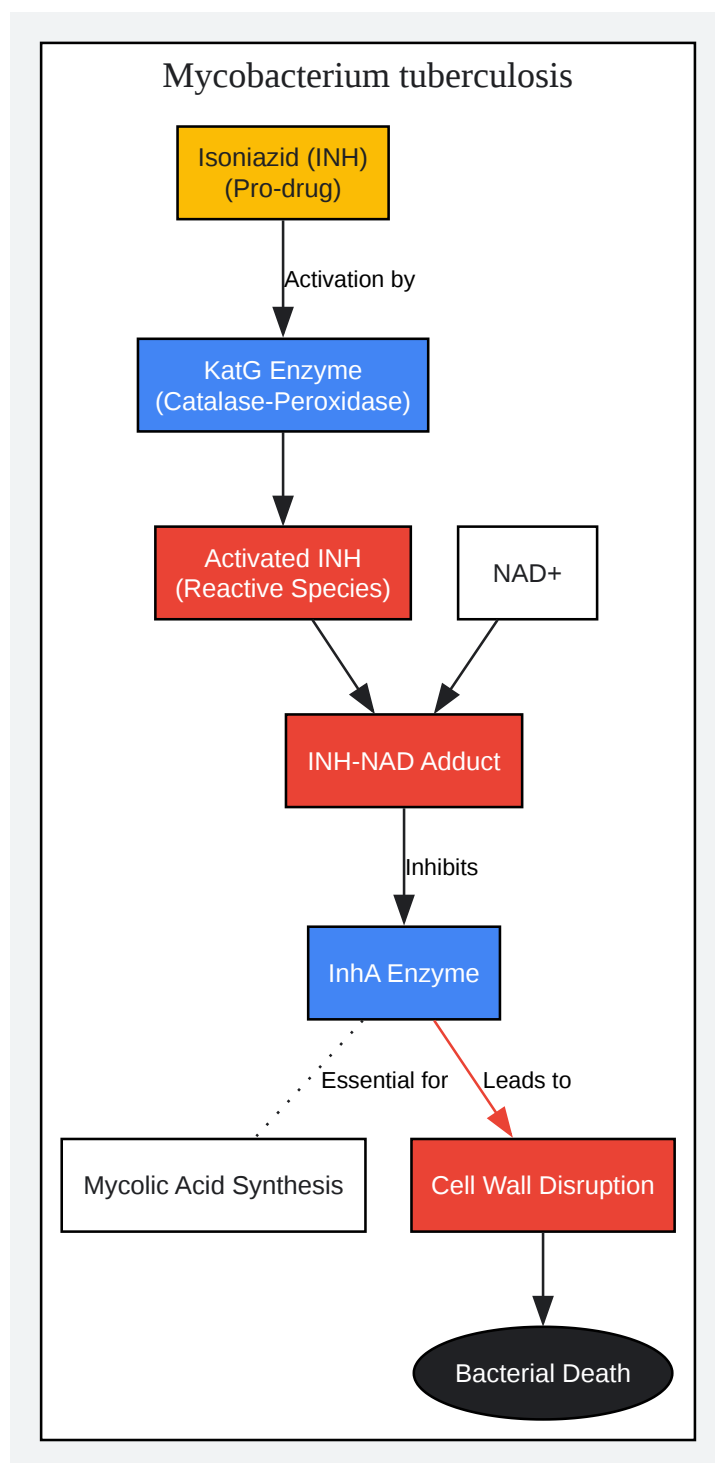 Mycobacterium tuberculosis
Isoniazid (INH)
(Pro-drug)
Activation by
KatG Enzyme
(Catalase-Peroxidase)
Activated INH
(Reactive Species)
NAD+
INH-NAD Adduct
Inhibits
InhA Enzyme
Essential for
Leads to
Mycolic Acid Synthesis
Cell Wall Disruption
Bacterial Death